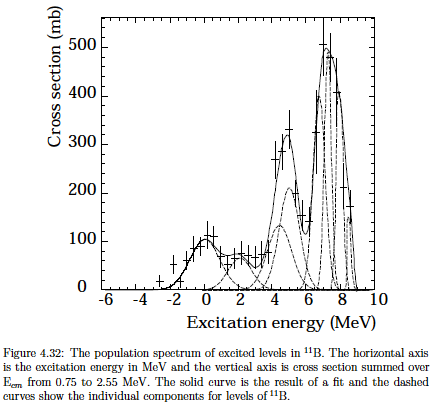 Cross section (mb)
500
400
300
200
100
0
-6 -4 -2 0 2 4 6 8 10
Excitation energy (MeV)
Figure 4.32: The population spectrum of excited levels in ¹¹B. The horizontal axis
is the excitation energy in MeV and the vertical axis is cross section summed over
Eₑₘ from 0.75 to 2.55 MeV. The solid curve is the result of a fit and the dashed
curves show the individual components for levels of ¹¹B.